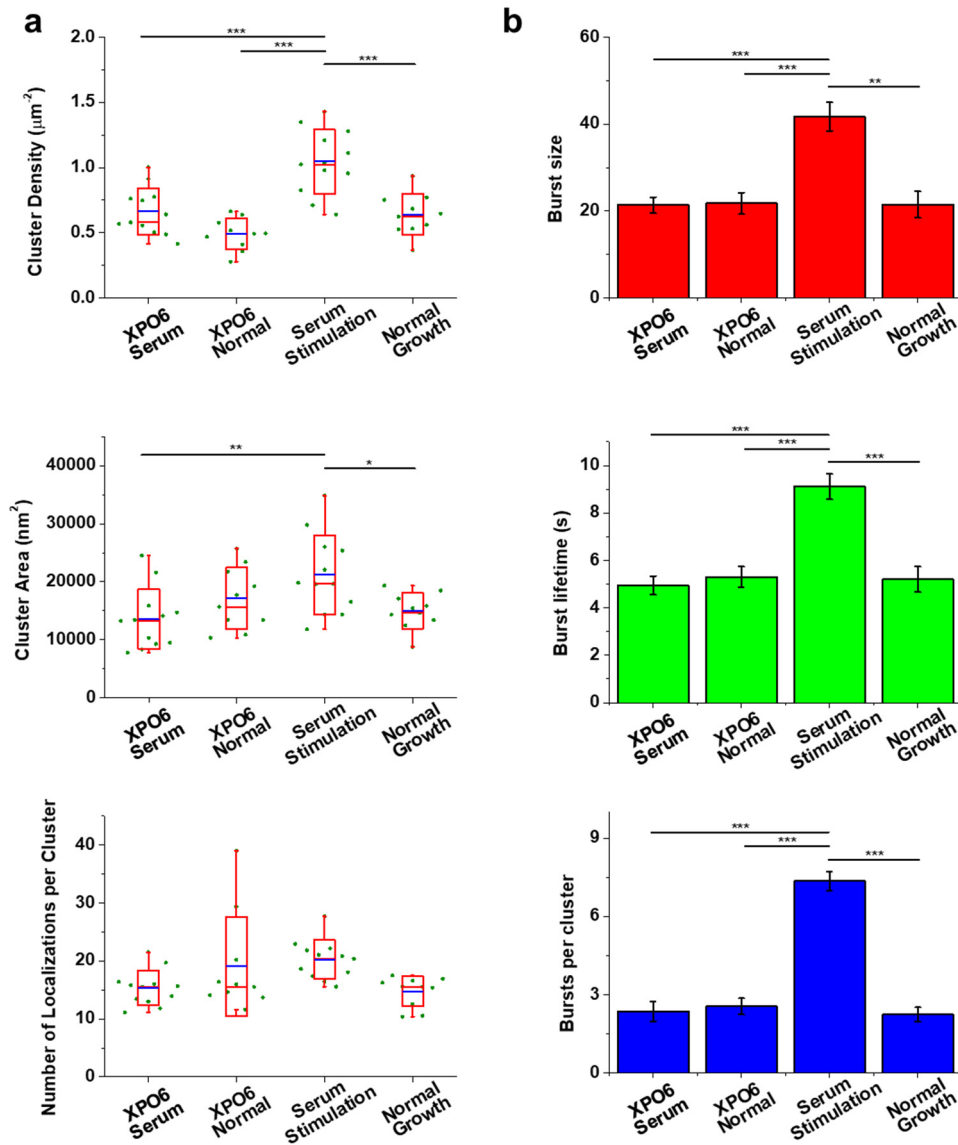 a
***
***
***
Cluster Density (μm⁻²)
2.0
1.5
1.0
0.5
0.0
XPO6
Serum
XPO6
Normal
Serum
Stimulation
Normal
Growth
b
***
***
**
Burst size
60
40
20
0
XPO6
Serum
XPO6
Normal
Serum
Stimulation
Normal
Growth
**
*
Cluster Area (nm²)
40000
30000
20000
10000
0
XPO6
Serum
XPO6
Normal
Serum
Stimulation
Normal
Growth
***
***
***
Burst lifetime (s)
10
8
6
4
2
0
XPO6
Serum
XPO6
Normal
Serum
Stimulation
Normal
Growth
Number of Localizations per Cluster
40
30
20
10
0
XPO6
Serum
XPO6
Normal
Serum
Stimulation
Normal
Growth
***
***
***
Bursts per cluster
9
6
3
0
XPO6
Serum
XPO6
Normal
Serum
Stimulation
Normal
Growth